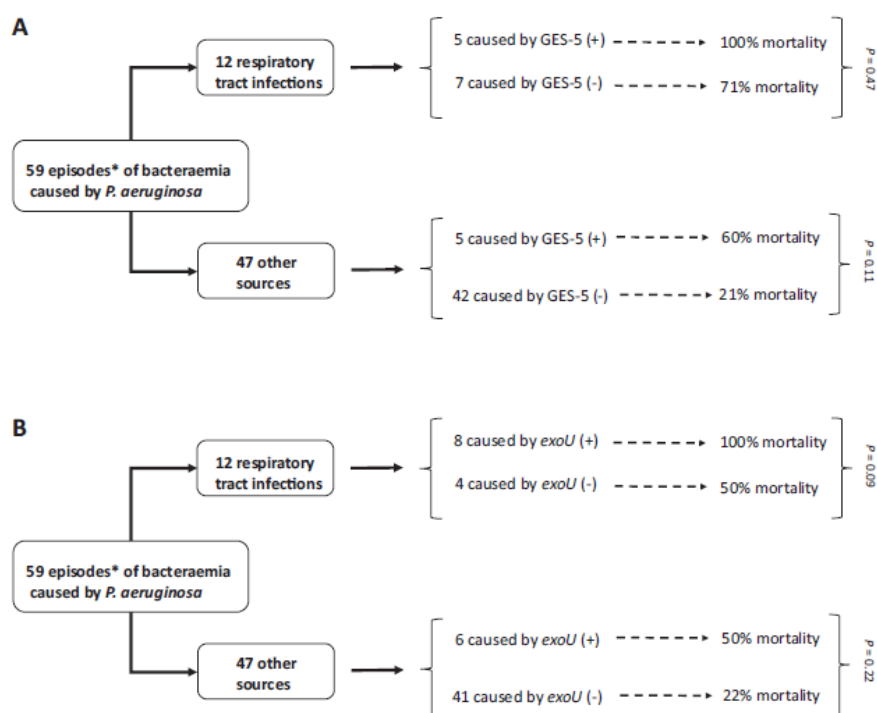 A
12 respiratory
tract infections
5 caused by GES-5 (+)
100% mortality
7 caused by GES-5 (-)
71% mortality
P = 0.47
59 episodes* of bacteraemia
caused by P. aeruginosa
47 other
sources
5 caused by GES-5 (+)
60% mortality
42 caused by GES-5 (-)
21% mortality
P = 0.11
B
12 respiratory
tract infections
8 caused by exoU (+)
100% mortality
4 caused by exoU (-)
50% mortality
P = 0.09
59 episodes* of bacteraemia
caused by P. aeruginosa
47 other
sources
6 caused by exoU (+)
50% mortality
41 caused by exoU (-)
22% mortality
P = 0.22